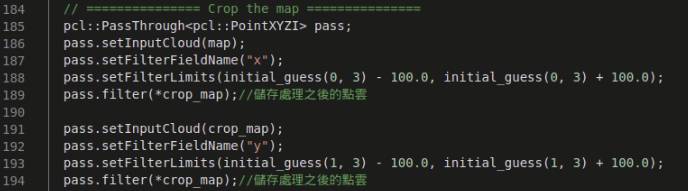 184 // =============== Crop the map ===============
185 pcl::PassThrough<pcl::PointXYZI> pass;
186 pass.setInputCloud(map);
187 pass.setFilterFieldName("x");
188 pass.setFilterLimits(initial_guess(0, 3) - 100.0, initial_guess(0, 3) + 100.0);
189 pass.filter(*crop_map);//儲存處理之後的點雲
190
191 pass.setInputCloud(crop_map);
192 pass.setFilterFieldName("y");
193 pass.setFilterLimits(initial_guess(1, 3) - 100.0, initial_guess(1, 3) + 100.0);
194 pass.filter(*crop_map);//儲存處理之後的點雲